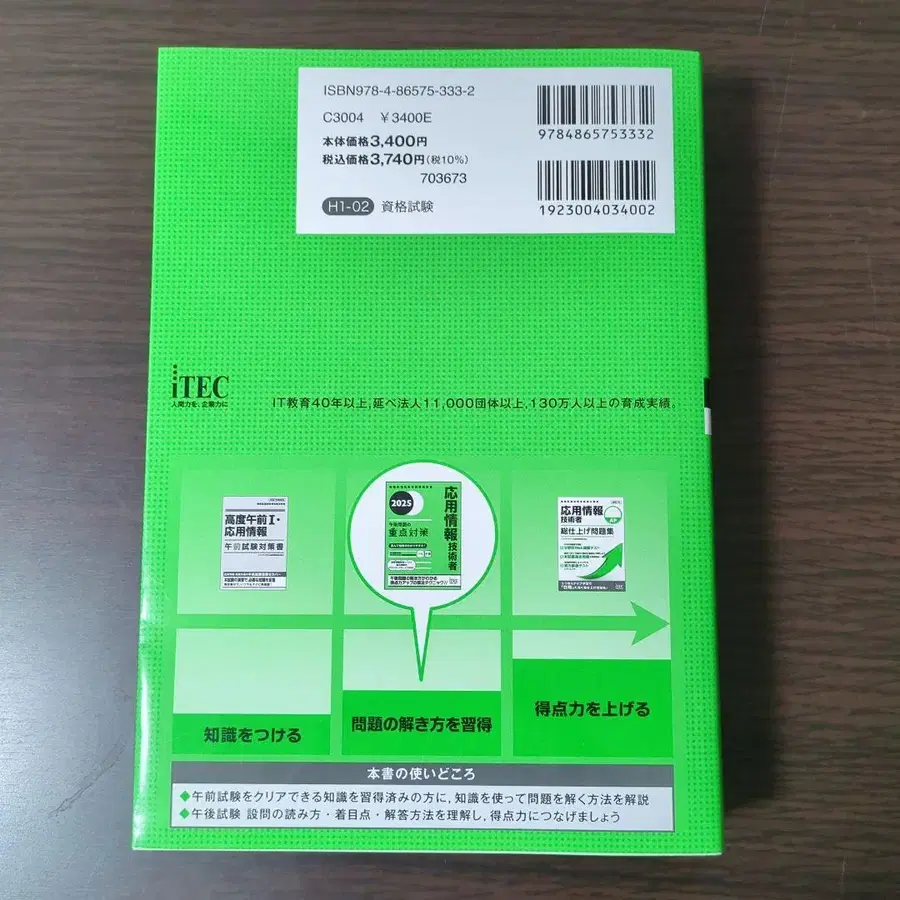 ISBN978-4-86575-333-2
C3004 ¥3400E
本体価格3,400円
税込価格3,740円(税10%)
703673
H1-02 資格試験
9784865753332
1923004034002
iTEC
人間力を、企業力に
IT教育40年以上,延べ法人11,000団体以上,130万人以上の育成実績。
高度午前Ⅰ・
応用情報
午前試験対策書
2025
応用情報技術者
午後問題の
重点対策
応用情報
技術者
AP
総仕上げ問題集
知識をつける
問題の解き方を習得
得点力を上げる
本書の使いどころ
◆午前試験をクリアできる知識を習得済みの方に,知識を使って問題を解く方法を解説
◆午後試験 設問の読み方・着目点・解答方法を理解し,得点力につなげましょう